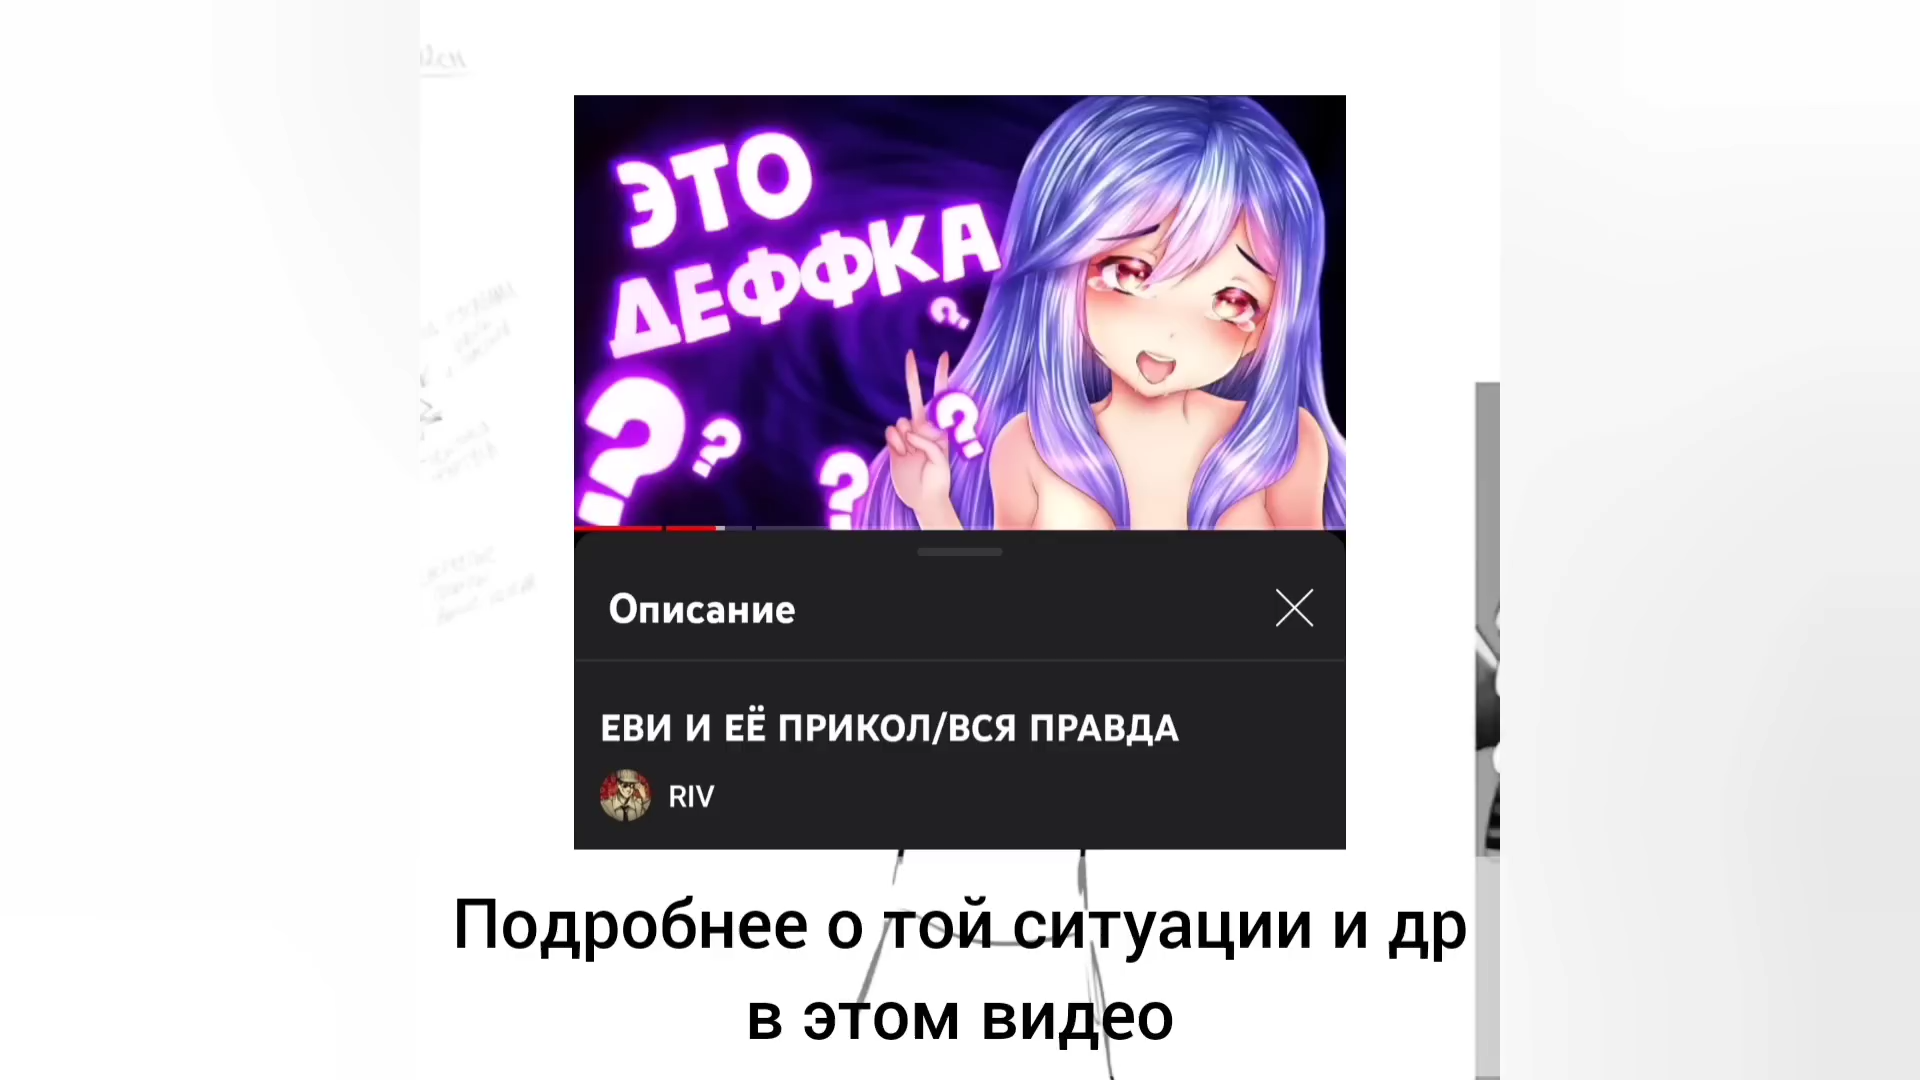 ЭТО
ДЕФФКА
?
?
?
?
?
Описание
ЕВИ И ЕЁ ПРИКОЛ/ВСЯ ПРАВДА
RIV
Подробнее о той ситуации и др
в этом видео